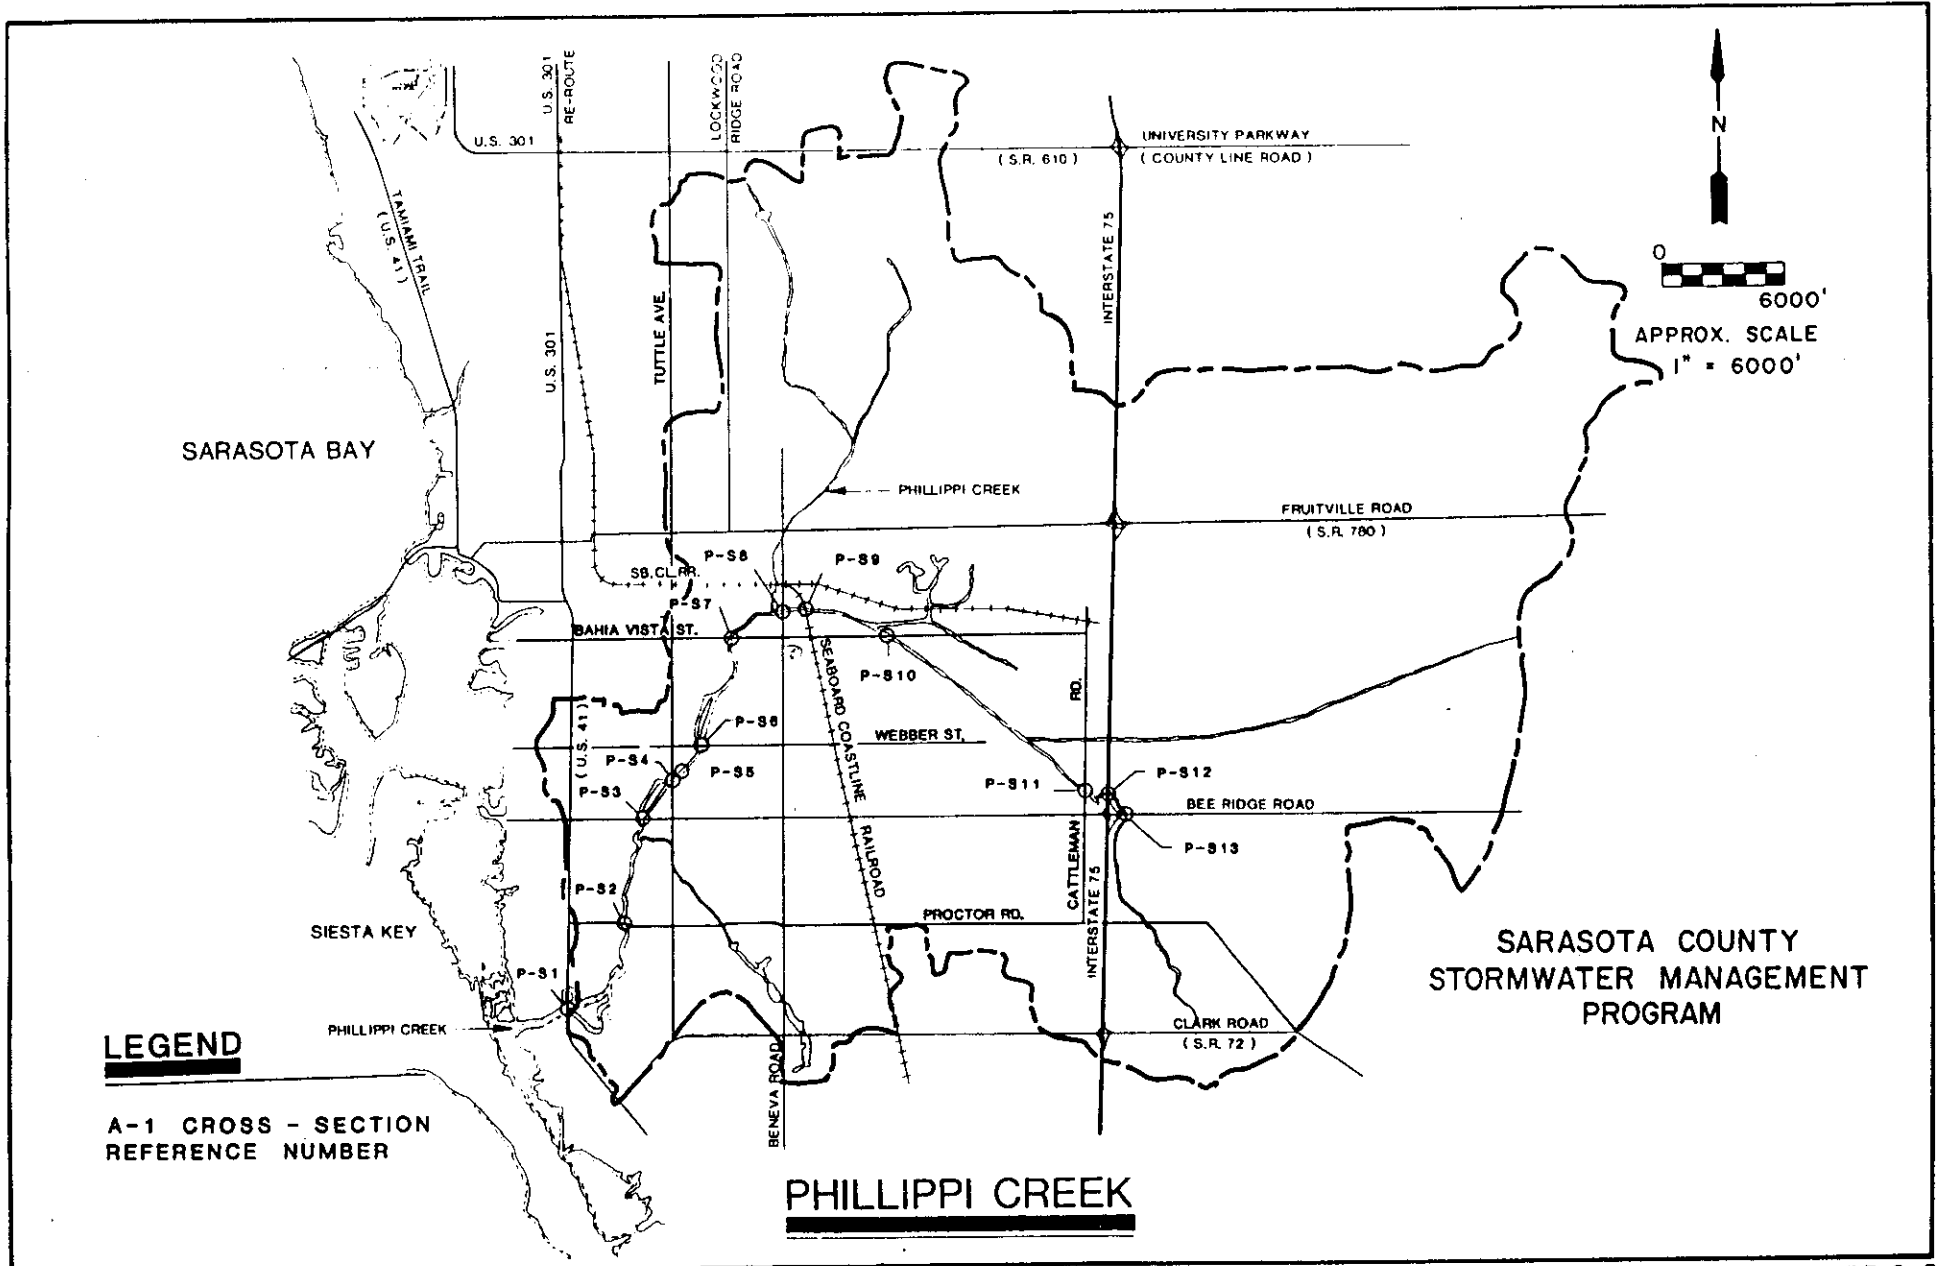 U.S. 301
RE-ROUTE
LOCKWOOD
RIDGE ROAD
U.S. 301
UNIVERSITY PARKWAY
( S.R. 610 )
( COUNTY LINE ROAD )
N
TAMIAMI TRAIL
( U.S. 41 )
INTERSTATE 75
0
6000'
APPROX. SCALE
1" = 6000'
U.S. 301
TUTTLE AVE.
SARASOTA BAY
PHILLIPPI CREEK
FRUITVILLE ROAD
( S.R. 780 )
P-S8
P-S9
SB.CL.RR.
P-S7
BAHIA VISTA ST.
P-S10
SEABOARD COASTLINE RAILROAD
CATTLEMAN RD.
( U.S. 41 )
P-S6
WEBBER ST.
P-S4
P-S5
P-S3
P-S11
P-S12
BEE RIDGE ROAD
P-S13
P-S2
PROCTOR RD.
INTERSTATE 75
SIESTA KEY
P-S1
PHILLIPPI CREEK
CLARK ROAD
( S.R. 72 )
BENEVA ROAD
SARASOTA COUNTY
STORMWATER MANAGEMENT
PROGRAM
LEGEND
A-1 CROSS - SECTION
REFERENCE NUMBER
PHILLIPPI CREEK